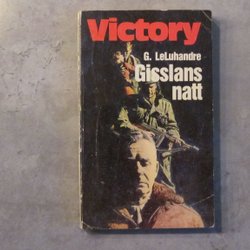 Victory
G. LeLuhandre
Gisslans
natt